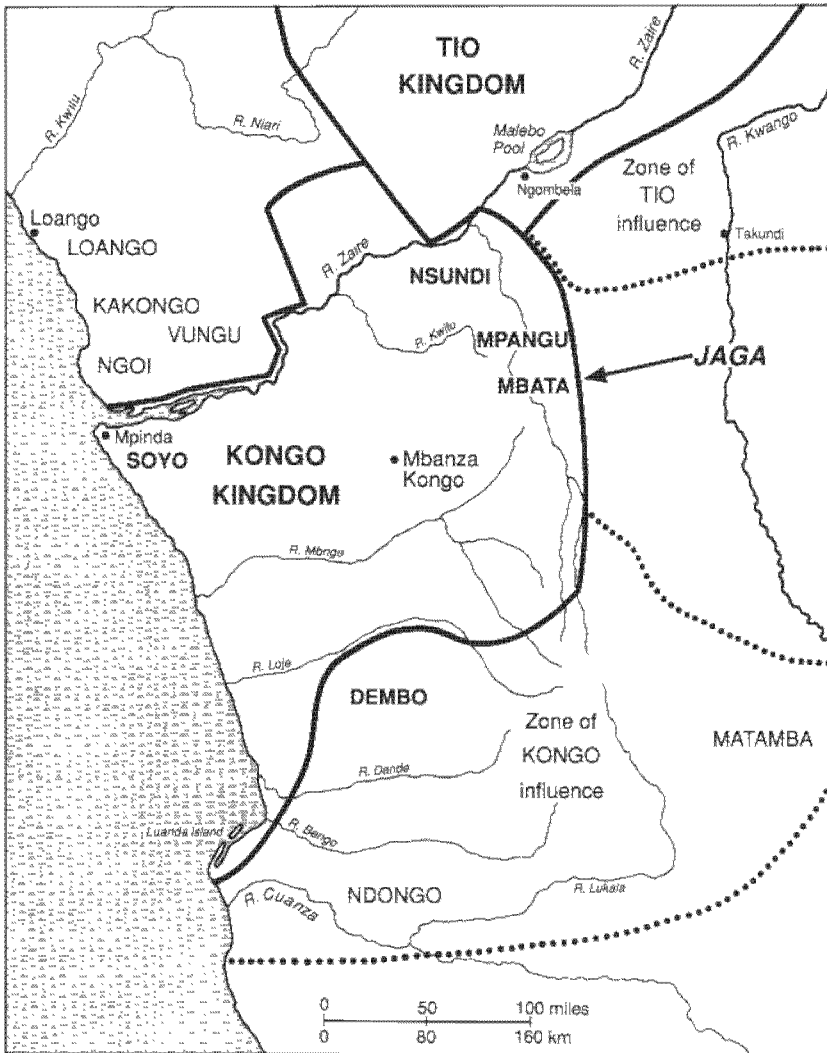 TIO
KINGDOM
R. Zaire
R. Kwilu
R. Niari
Malebo
Pool
R. Kwango
Ngombela
Zone of
TIO
influence
Loango
LOANGO
Takundi
R. Zaire
NSUNDI
KAKONGO
VUNGU
R. Kwilu
MPANGU
NGOI
MBATA
JAGA
Mpinda
SOYO
KONGO
KINGDOM
Mbanza
Kongo
R. Mbrige
R. Loje
DEMBO
Zone of
KONGO
influence
MATAMBA
R. Dande
Luanda Island
R. Bengo
NDONGO
R. Lukala
R. Cuanza
0 50 100 miles
0 80 160 km